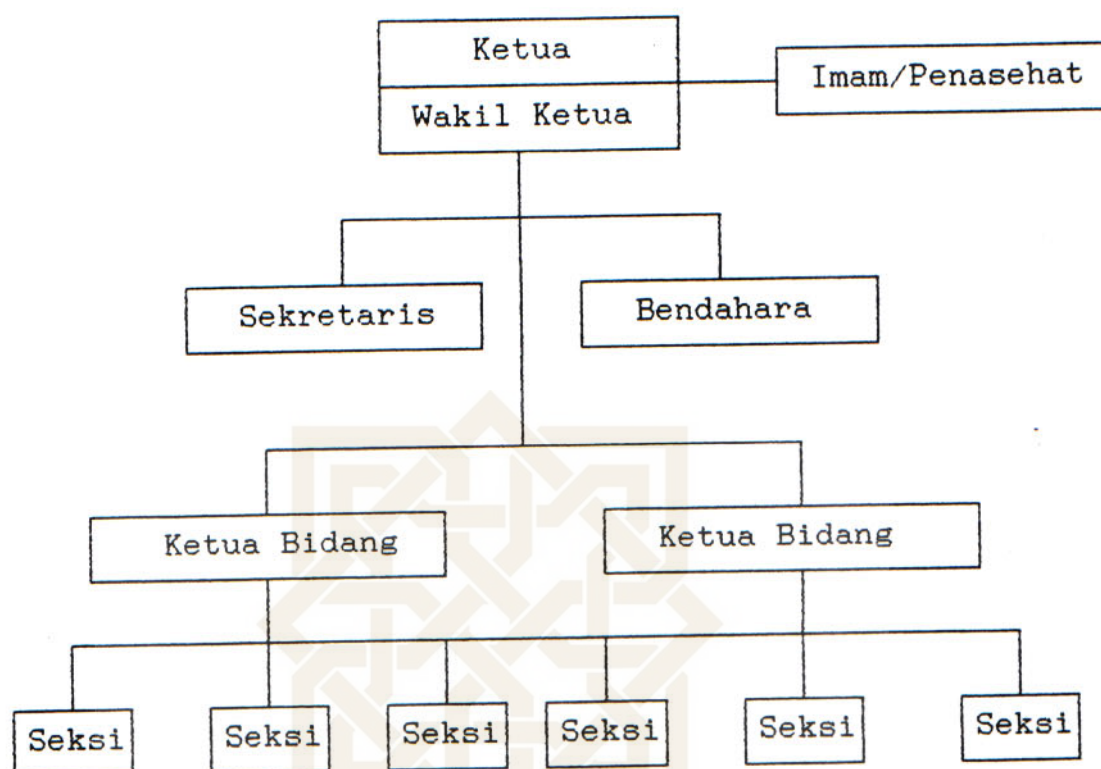 Ketua
Imam/Penasehat
Wakil Ketua
Sekretaris
Bendahara
Ketua Bidang
Ketua Bidang
Seksi
Seksi
Seksi
Seksi
Seksi
Seksi